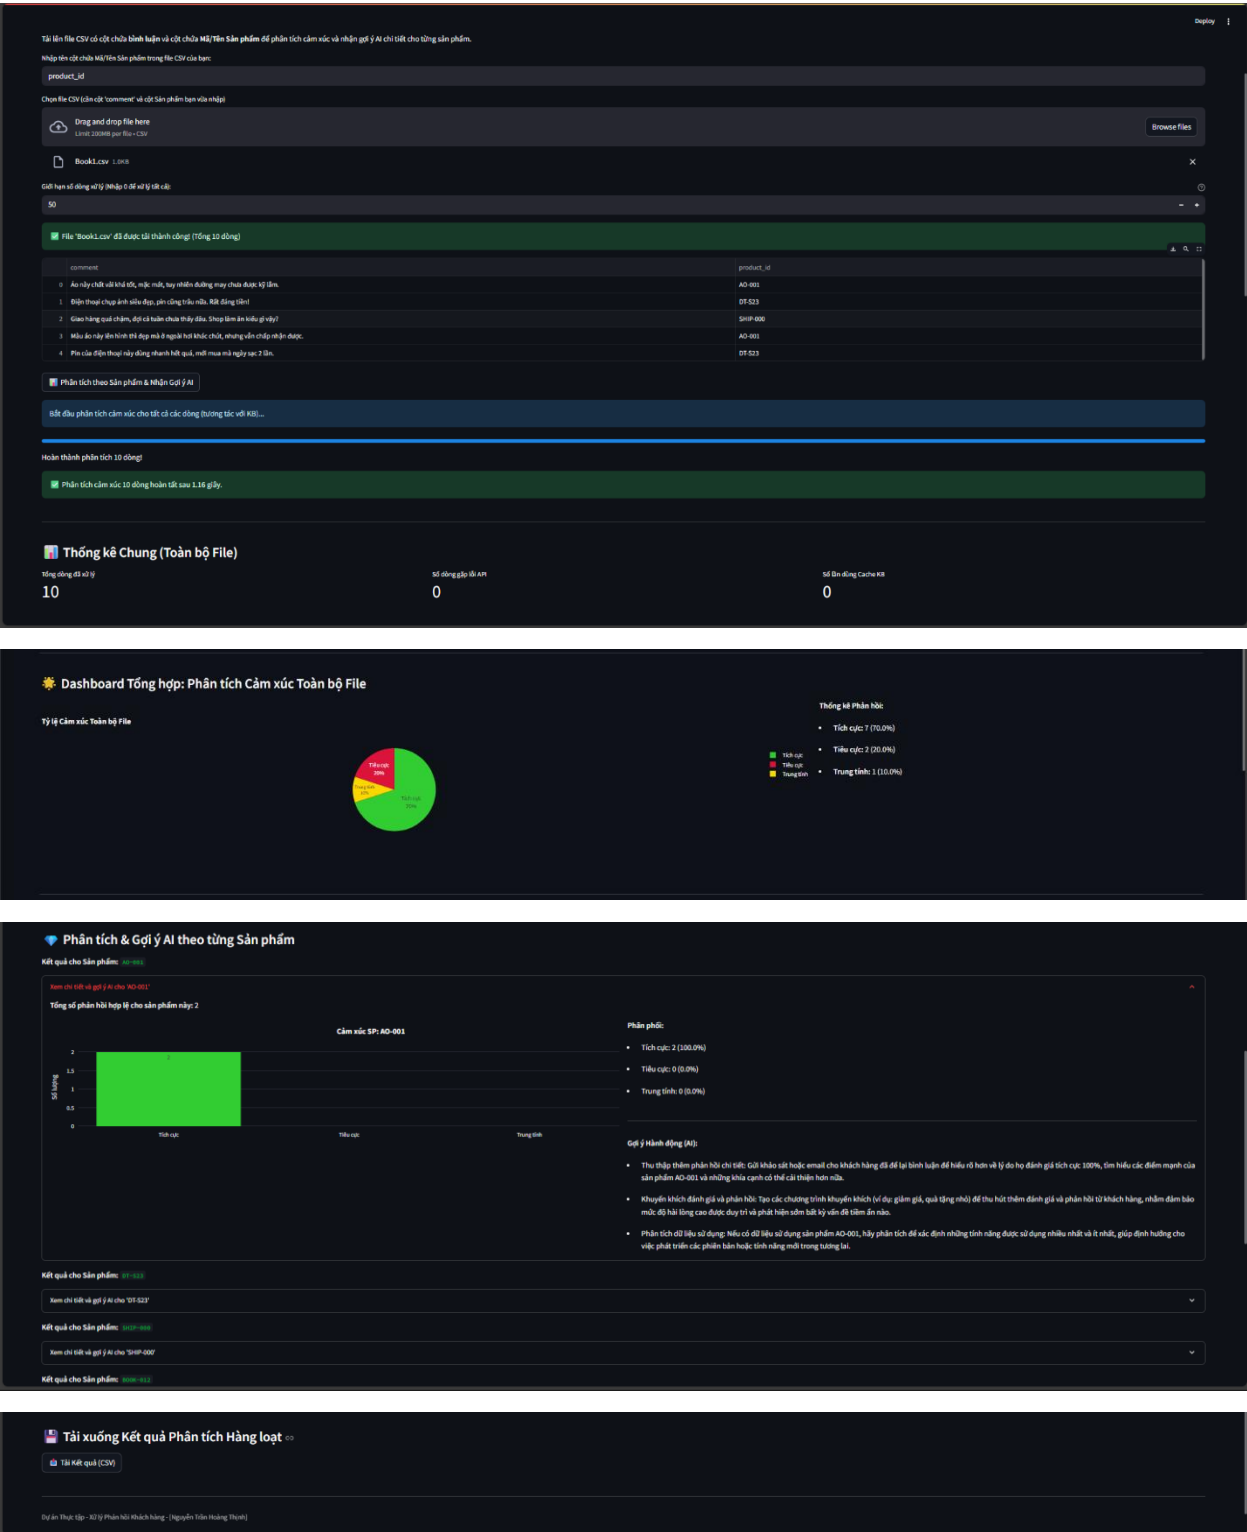 Deploy
Tải lên file CSV có cột chứa bình luận và cột chứa Mã/Tên Sản phẩm để phân tích cảm xúc và nhận gợi ý AI chi tiết cho từng sản phẩm.
Nhập tên cột chứa Mã/Tên Sản phẩm trong file CSV của bạn:
product_id
Chọn file CSV (cần cột 'comment' và cột Sản phẩm bạn vừa nhập)
Drag and drop file here
Limit 200MB per file • CSV
Browse files
Book1.csv 1.0KB
Giới hạn số dòng xử lý (Nhập 0 để xử lý tất cả):
50
File 'Book1.csv' đã được tải thành công! (Tổng 10 dòng)
comment product_id
0 Áo này chất vải khá tốt, mặc mát, tuy nhiên đường may chưa được kỹ lắm. AO-001
1 Điện thoại chụp ảnh siêu đẹp, pin cũng trâu nữa. Rất đáng tiền! DT-S23
2 Giao hàng quá chậm, đợi cả tuần chưa thấy đâu. Shop làm ăn kiểu gì vậy? SHIP-000
3 Mẫu áo này lên hình thì đẹp mà ở ngoài hơi khác chút, nhưng vẫn chấp nhận được. AO-001
4 Pin của điện thoại này dùng nhanh hết quá, mới mua mà ngày sạc 2 lần. DT-S23
Phân tích theo Sản phẩm & Nhận Gợi ý AI
Bắt đầu phân tích cảm xúc cho tất cả các dòng (tương tác với KB)...
Hoàn thành phân tích 10 dòng!
Phân tích cảm xúc 10 dòng hoàn tất sau 1.16 giây.
Thống kê Chung (Toàn bộ File)
Tổng dòng đã xử lý
10
Số dòng gặp lỗi API
0
Số lần dùng Cache KB
0
Dashboard Tổng hợp: Phân tích Cảm xúc Toàn bộ File
Tỷ lệ Cảm xúc Toàn bộ File
Tiêu cực
20%
Trung tính
10%
Tích cực
70%
Tích cực
Tiêu cực
Trung tính
Thống kê Phản hồi:
Tích cực: 7 (70.0%)
Tiêu cực: 2 (20.0%)
Trung tính: 1 (10.0%)
Phân tích & Gợi ý AI theo từng Sản phẩm
Kết quả cho Sản phẩm: AO-001
Xem chi tiết và gợi ý AI cho 'AO-001'
Tổng số phản hồi hợp lệ cho sản phẩm này: 2
Cảm xúc SP: AO-001
Số lượng
2
1.5
1
0.5
0
2
Tích cực
Tiêu cực
Trung tính
Phân phối:
Tích cực: 2 (100.0%)
Tiêu cực: 0 (0.0%)
Trung tính: 0 (0.0%)
Gợi ý Hành động (AI):
Thu thập thêm phản hồi chi tiết: Gửi khảo sát hoặc email cho khách hàng đã để lại bình luận để hiểu rõ hơn về lý do họ đánh giá tích cực 100%, tìm hiểu các điểm mạnh của
sản phẩm AO-001 và những khía cạnh có thể cải thiện hơn nữa.
Khuyến khích đánh giá và phản hồi: Tạo các chương trình khuyến khích (ví dụ: giảm giá, quà tặng nhỏ) để thu hút thêm đánh giá và phản hồi từ khách hàng, nhằm đảm bảo
mức độ hài lòng cao được duy trì và phát hiện sớm bất kỳ vấn đề tiềm ẩn nào.
Phân tích dữ liệu sử dụng: Nếu có dữ liệu sử dụng sản phẩm AO-001, hãy phân tích để xác định những tính năng được sử dụng nhiều nhất và ít nhất, giúp định hướng cho
việc phát triển các phiên bản hoặc tính năng mới trong tương lai.
Kết quả cho Sản phẩm: DT-S23
Xem chi tiết và gợi ý AI cho 'DT-S23'
Kết quả cho Sản phẩm: SHIP-000
Xem chi tiết và gợi ý AI cho 'SHIP-000'
Kết quả cho Sản phẩm: BOOK-012
Tải xuống Kết quả Phân tích Hàng loạt
Tải Kết quả (CSV)
Dự án Thực tập - Xử lý Phản hồi Khách hàng - [Nguyễn Trần Hoàng Thịnh]